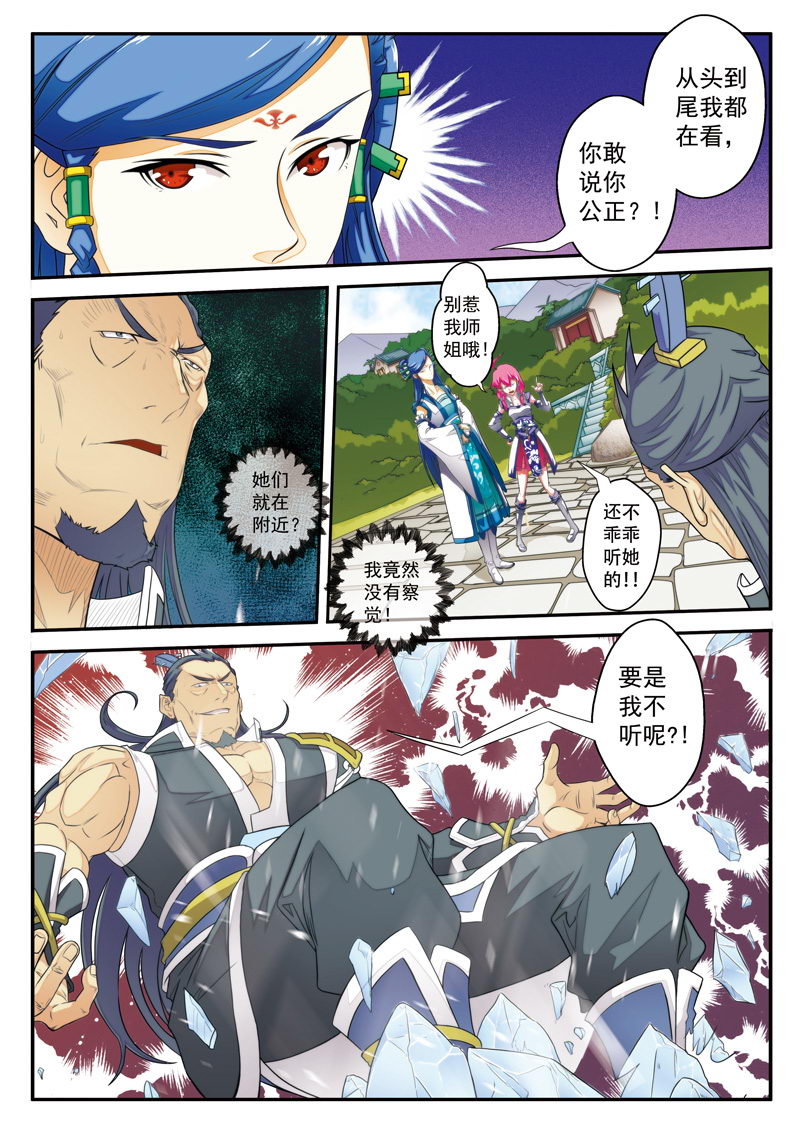 从头到
尾我都
在看，
你敢
说你
公正？！
别惹
我师
姐哦！
她们
就在
附近？
不乖她
还乖听
的！！
我竟然
没有察
觉！
要是
我不
听呢？！